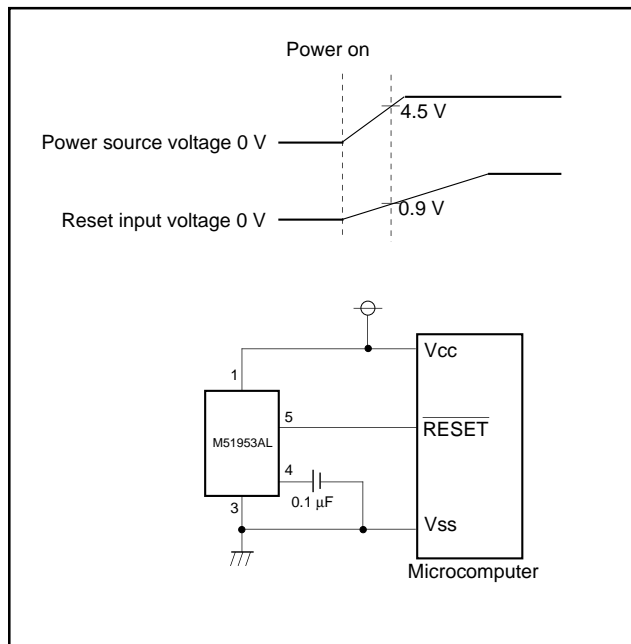 Power on
4.5 V
Power source voltage 0 V
0.9 V
Reset input voltage 0 V
1
Vcc
5
M51953AL
RESET
4
0.1 μF
3
Vss
Microcomputer